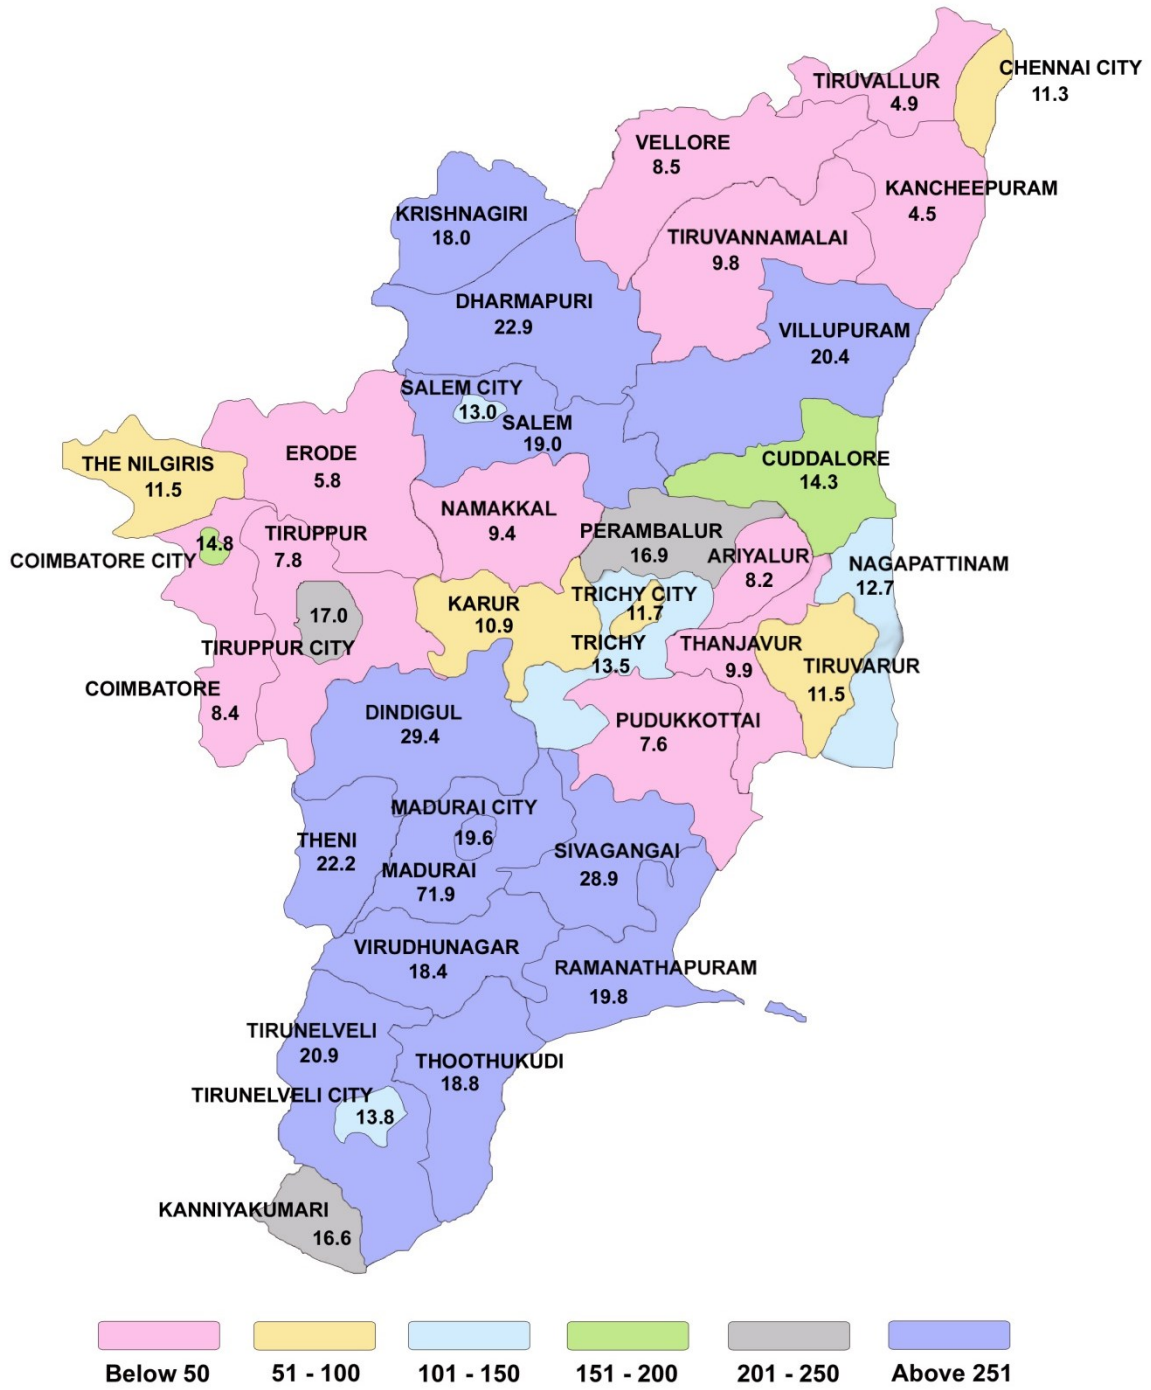 CHENNAI CITY
11.3
TIRUVALLUR
4.9
VELLORE
8.5
KANCHEEPURAM
4.5
KRISHNAGIRI
18.0
TIRUVANNAMALAI
9.8
DHARMAPURI
22.9
VILLUPURAM
20.4
SALEM CITY
13.0
SALEM
19.0
THE NILGIRIS
11.5
ERODE
5.8
CUDDALORE
14.3
NAMAKKAL
9.4
PERAMBALUR
16.9
COIMBATORE CITY
14.8
TIRUPPUR
7.8
ARIYALUR
8.2
NAGAPATTINAM
12.7
KARUR
10.9
TRICHY CITY
11.7
TRICHY
13.5
17.0
TIRUPPUR CITY
THANJAVUR
9.9
TIRUVARUR
11.5
COIMBATORE
8.4
DINDIGUL
29.4
PUDUKKOTTAI
7.6
MADURAI CITY
19.6
THENI
22.2
MADURAI
71.9
SIVAGANGAI
28.9
VIRUDHUNAGAR
18.4
RAMANATHAPURAM
19.8
TIRUNELVELI
20.9
THOOTHUKUDI
18.8
TIRUNELVELI CITY
13.8
KANNIYAKUMARI
16.6
Below 50
51 - 100
101 - 150
151 - 200
201 - 250
Above 251